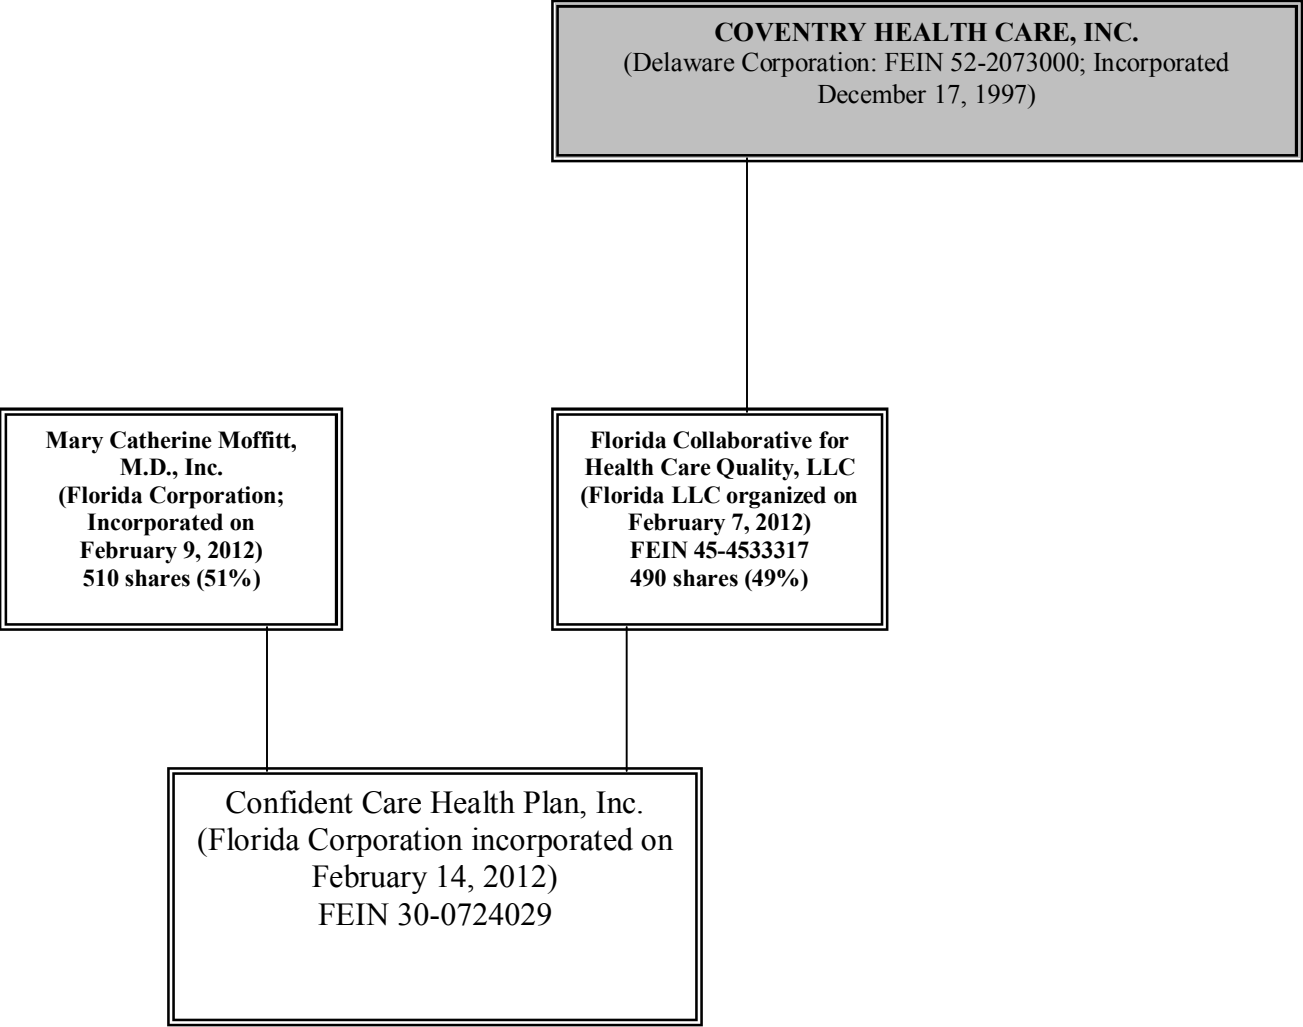 COVENTRY HEALTH CARE, INC.
(Delaware Corporation: FEIN 52-2073000; Incorporated
December 17, 1997)
Mary Catherine Moffitt,
M.D., Inc.
(Florida Corporation;
Incorporated on
February 9, 2012)
510 shares (51%)
Florida Collaborative for
Health Care Quality, LLC
(Florida LLC organized on
February 7, 2012)
FEIN 45-4533317
490 shares (49%)
Confident Care Health Plan, Inc.
(Florida Corporation incorporated on
February 14, 2012)
FEIN 30-0724029